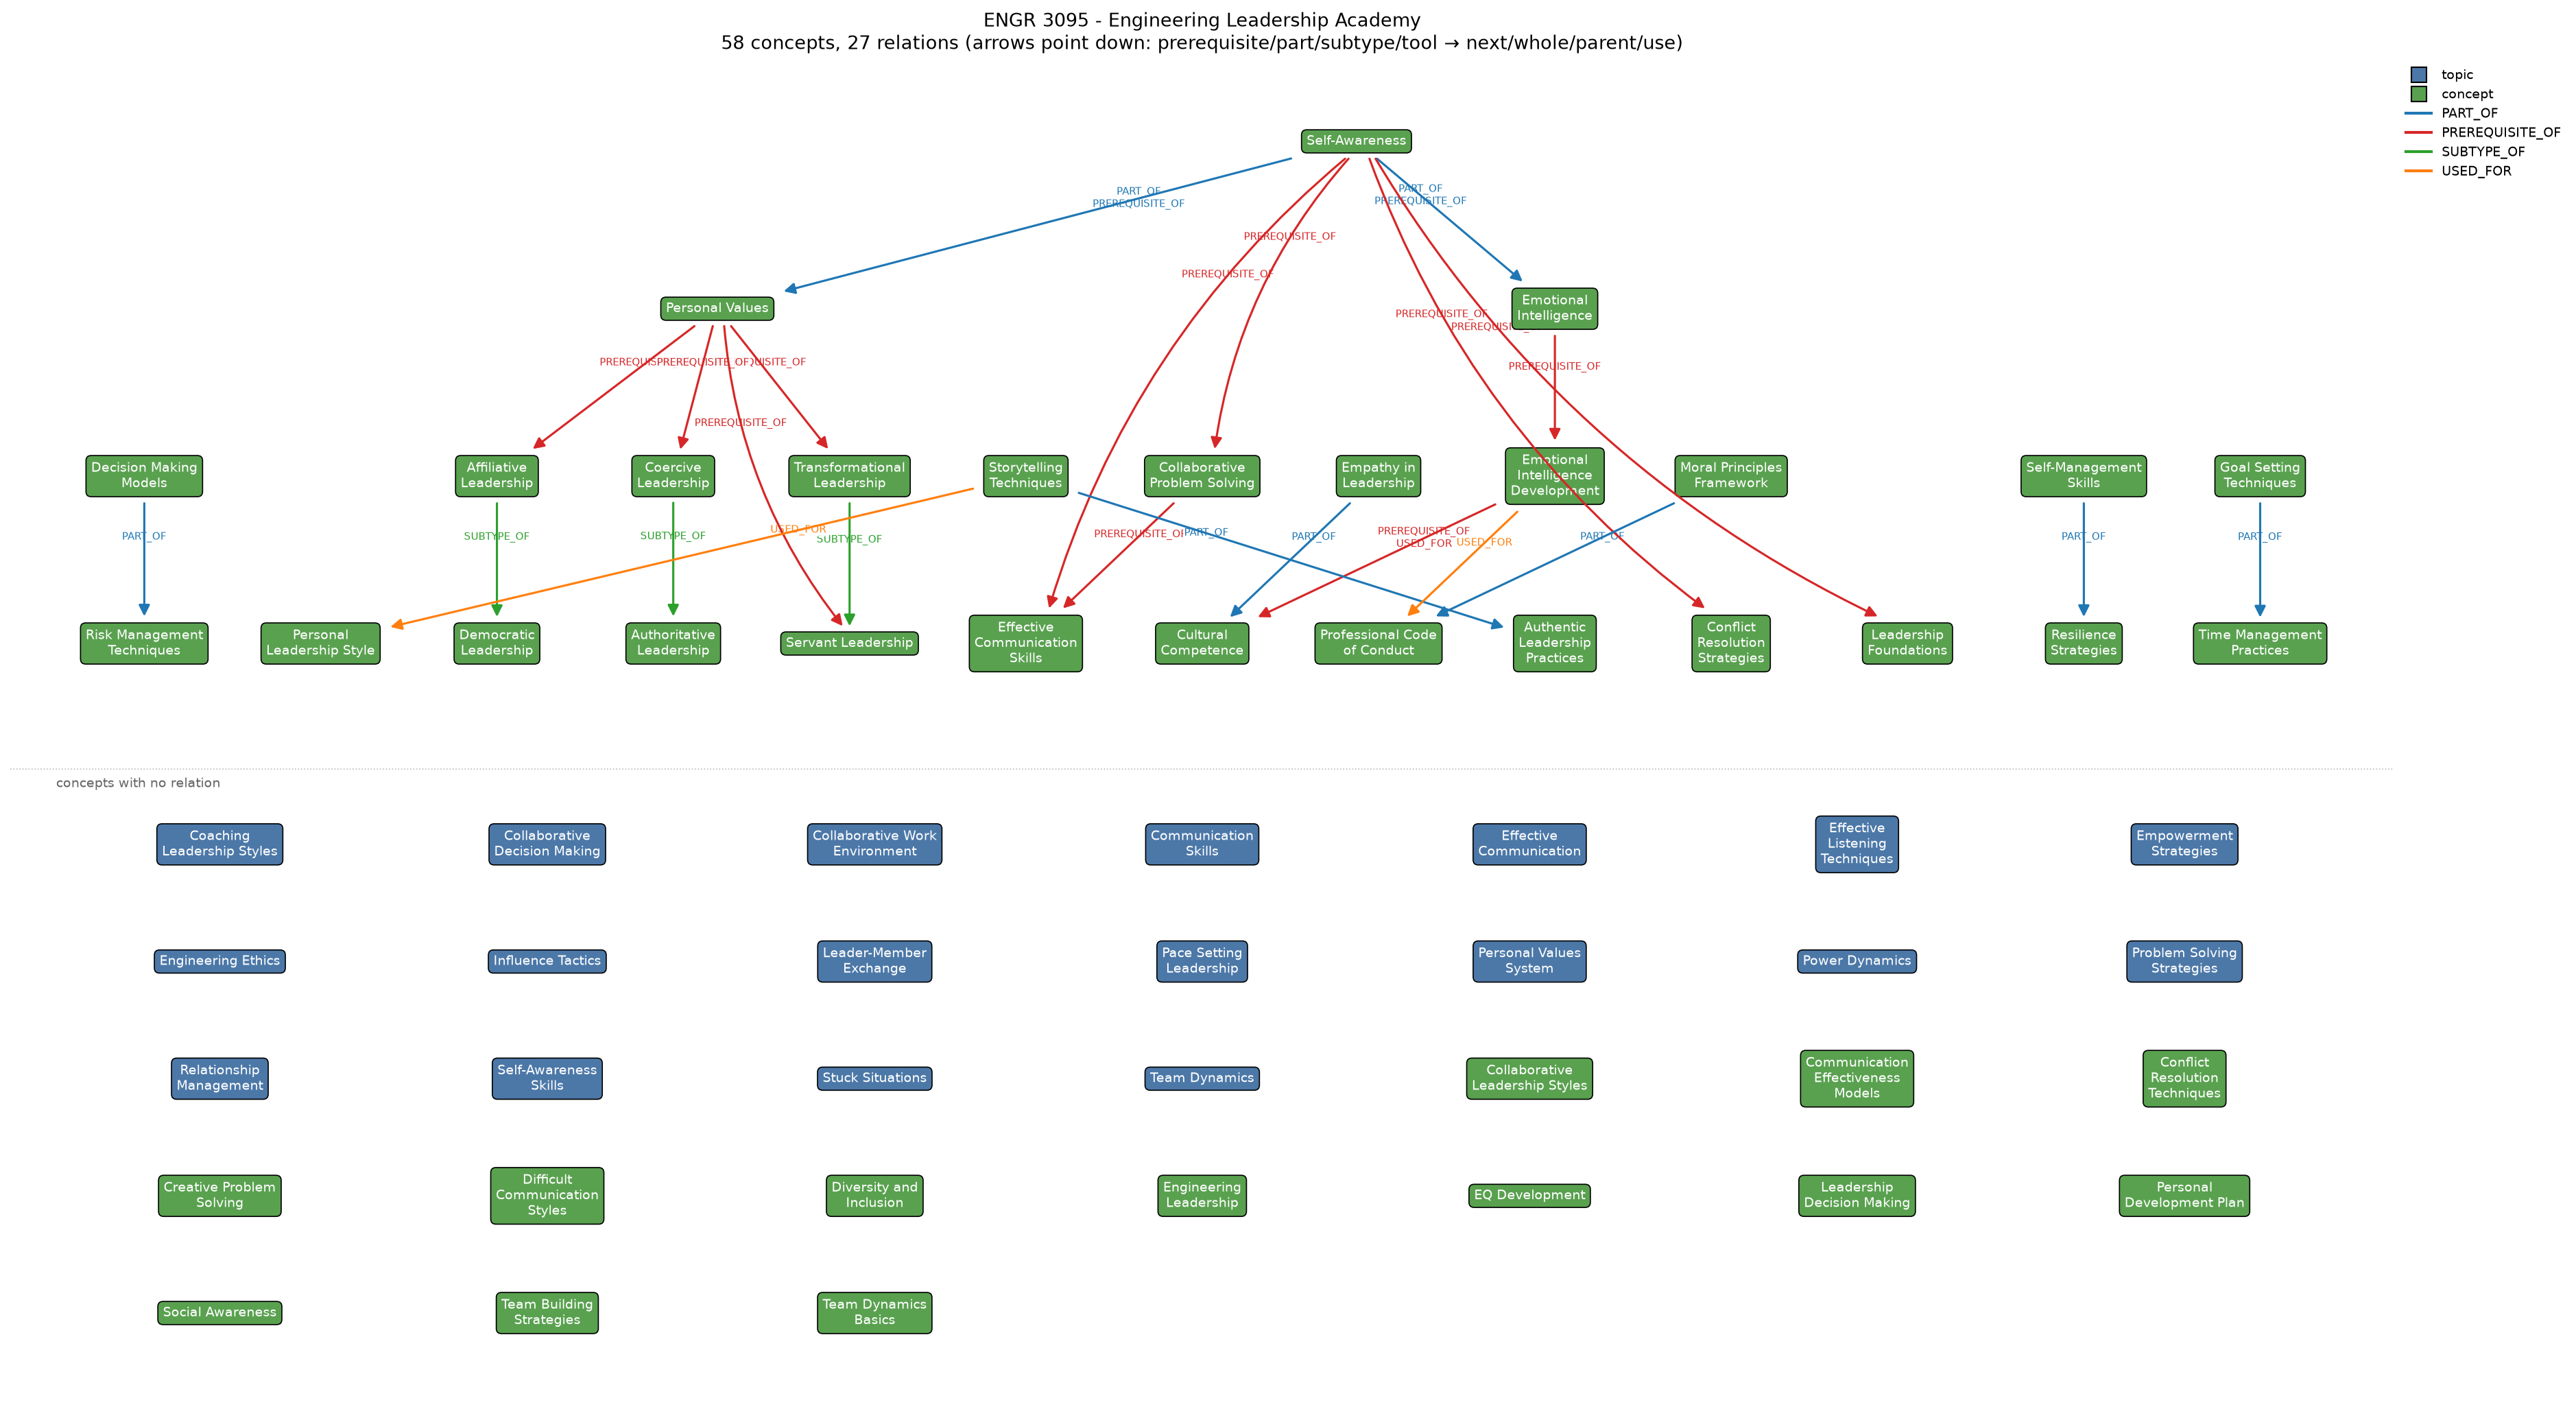 ENGR 3095 - Engineering Leadership Academy
58 concepts, 27 relations (arrows point down: prerequisite/part/subtype/tool → next/whole/parent/use)
topic
concept
PART_OF
PREREQUISITE_OF
SUBTYPE_OF
USED_FOR
Self-Awareness
PART_OF
PREREQUISITE_OF
PART_OF
PREREQUISITE_OF
PREREQUISITE_OF
PREREQUISITE_OF
Personal Values
Emotional
Intelligence
PREREQUISITE_OF
PREREQUISITE_OF
PREREQUISITE_OF
PREREQUISITE_OF
PREREQUISITE_OF
Decision Making
Models
Affiliative
Leadership
Coercive
Leadership
Transformational
Leadership
Storytelling
Techniques
Collaborative
Problem Solving
Empathy in
Leadership
Emotional
Intelligence
Development
Moral Principles
Framework
Self-Management
Skills
Goal Setting
Techniques
PART_OF
SUBTYPE_OF
SUBTYPE_OF
USED_FOR
SUBTYPE_OF
PREREQUISITE_OF
PART_OF
PART_OF
PREREQUISITE_OF
USED_FOR
USED_FOR
PART_OF
PART_OF
PART_OF
Risk Management
Techniques
Personal
Leadership Style
Democratic
Leadership
Authoritative
Leadership
Servant Leadership
Effective
Communication
Skills
Cultural
Competence
Professional Code
of Conduct
Authentic
Leadership
Practices
Conflict
Resolution
Strategies
Leadership
Foundations
Resilience
Strategies
Time Management
Practices
concepts with no relation
Coaching
Leadership Styles
Collaborative
Decision Making
Collaborative Work
Environment
Communication
Skills
Effective
Communication
Effective
Listening
Techniques
Empowerment
Strategies
Engineering Ethics
Influence Tactics
Leader-Member
Exchange
Pace Setting
Leadership
Personal Values
System
Power Dynamics
Problem Solving
Strategies
Relationship
Management
Self-Awareness
Skills
Stuck Situations
Team Dynamics
Collaborative
Leadership Styles
Communication
Effectiveness
Models
Conflict
Resolution
Techniques
Creative Problem
Solving
Difficult
Communication
Styles
Diversity and
Inclusion
Engineering
Leadership
EQ Development
Leadership
Decision Making
Personal
Development Plan
Social Awareness
Team Building
Strategies
Team Dynamics
Basics